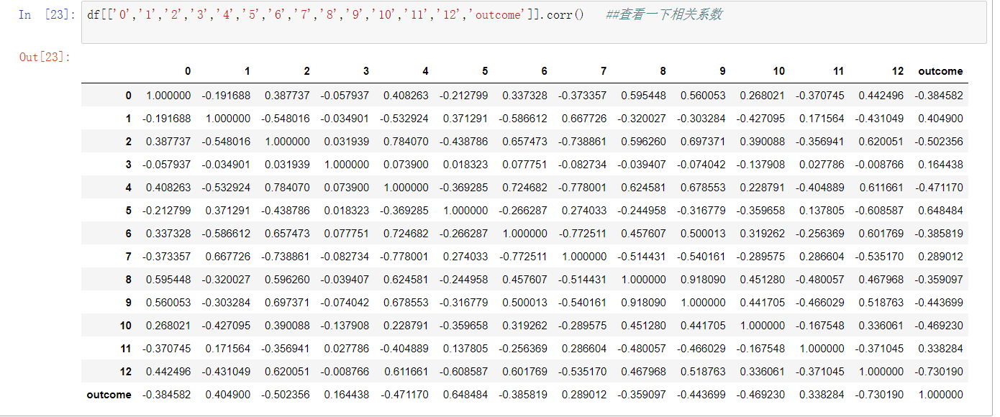 In [23]: df[['0','1','2','3','4','5','6','7','8','9','10','11','12','outcome']].corr() ##查看一下相关系数
Out[23]:
0 1 2 3 4 5 6 7 8 9 10 11 12 outcome
0 1.000000 -0.191688 0.387737 -0.057937 0.408263 -0.212799 0.337328 -0.373357 0.595448 0.560053 0.268021 -0.370745 0.442496 -0.384582
1 -0.191688 1.000000 -0.548016 -0.034901 -0.532924 0.371291 -0.586612 0.667726 -0.320027 -0.303284 -0.427095 0.171564 -0.431049 0.404900
2 0.387737 -0.548016 1.000000 0.031939 0.784070 -0.438786 0.657473 -0.738861 0.596260 0.697371 0.390088 -0.356941 0.620051 -0.502356
3 -0.057937 -0.034901 0.031939 1.000000 0.073900 0.018323 0.077751 -0.082734 -0.039407 -0.074042 -0.137908 0.027786 -0.008766 0.164438
4 0.408263 -0.532924 0.784070 0.073900 1.000000 -0.369285 0.724682 -0.778001 0.624581 0.678553 0.228791 -0.404889 0.611661 -0.471170
5 -0.212799 0.371291 -0.438786 0.018323 -0.369285 1.000000 -0.266287 0.274033 -0.244958 -0.316779 -0.359658 0.137805 -0.608587 0.648484
6 0.337328 -0.586612 0.657473 0.077751 0.724682 -0.266287 1.000000 -0.772511 0.457607 0.500013 0.319262 -0.256369 0.601769 -0.385819
7 -0.373357 0.667726 -0.738861 -0.082734 -0.778001 0.274033 -0.772511 1.000000 -0.514431 -0.540161 -0.289575 0.286604 -0.535170 0.289012
8 0.595448 -0.320027 0.596260 -0.039407 0.624581 -0.244958 0.457607 -0.514431 1.000000 0.918090 0.451280 -0.480057 0.467968 -0.359097
9 0.560053 -0.303284 0.697371 -0.074042 0.678553 -0.316779 0.500013 -0.540161 0.918090 1.000000 0.441705 -0.466029 0.518763 -0.443699
10 0.268021 -0.427095 0.390088 -0.137908 0.228791 -0.359658 0.319262 -0.289575 0.451280 0.441705 1.000000 -0.167548 0.336061 -0.469230
11 -0.370745 0.171564 -0.356941 0.027786 -0.404889 0.137805 -0.256369 0.286604 -0.480057 -0.466029 -0.167548 1.000000 -0.371045 0.338284
12 0.442496 -0.431049 0.620051 -0.008766 0.611661 -0.608587 0.601769 -0.535170 0.467968 0.518763 0.336061 -0.371045 1.000000 -0.730190
outcome -0.384582 0.404900 -0.502356 0.164438 -0.471170 0.648484 -0.385819 0.289012 -0.359097 -0.443699 -0.469230 0.338284 -0.730190 1.000000